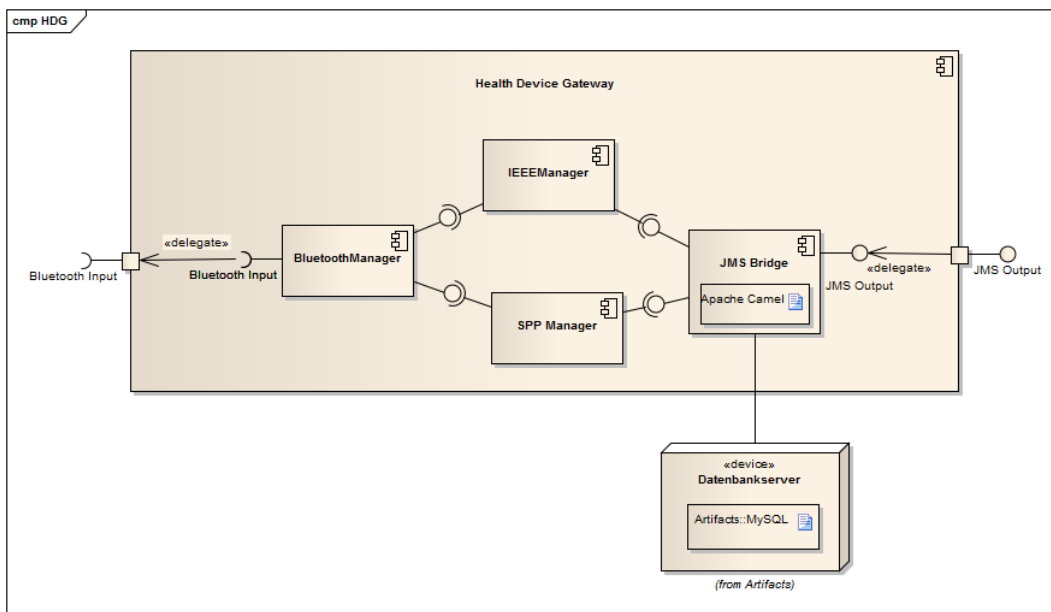 cmp HDG
Health Device Gateway
IEEEManager
«delegate»
Bluetooth Input
Bluetooth Input
BluetoothManager
JMS Bridge
Apache Camel
JMS Output
«delegate»
JMS Output
SPP Manager
«device»
Datenbankserver
Artifacts::MySQL
(from Artifacts)